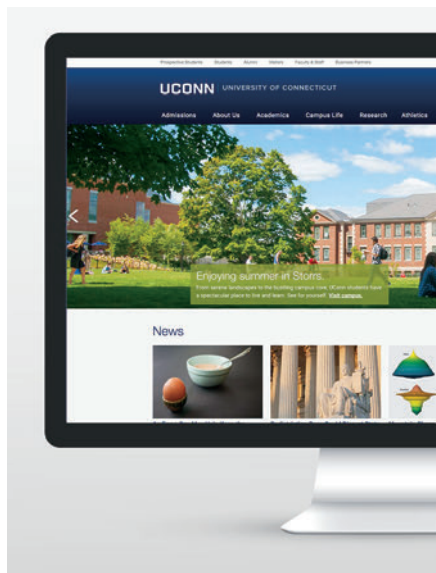 Prospective Students Students Alumni Visitors Faculty & Staff Business Partners
UCONN UNIVERSITY OF CONNECTICUT
Admissions About Us Academics Campus Life Research Athletics
Enjoying summer in Storrs.
From serene landscapes to the bustling campus core, UConn students have
a spectacular place to live and learn. See for yourself. Visit campus.
News